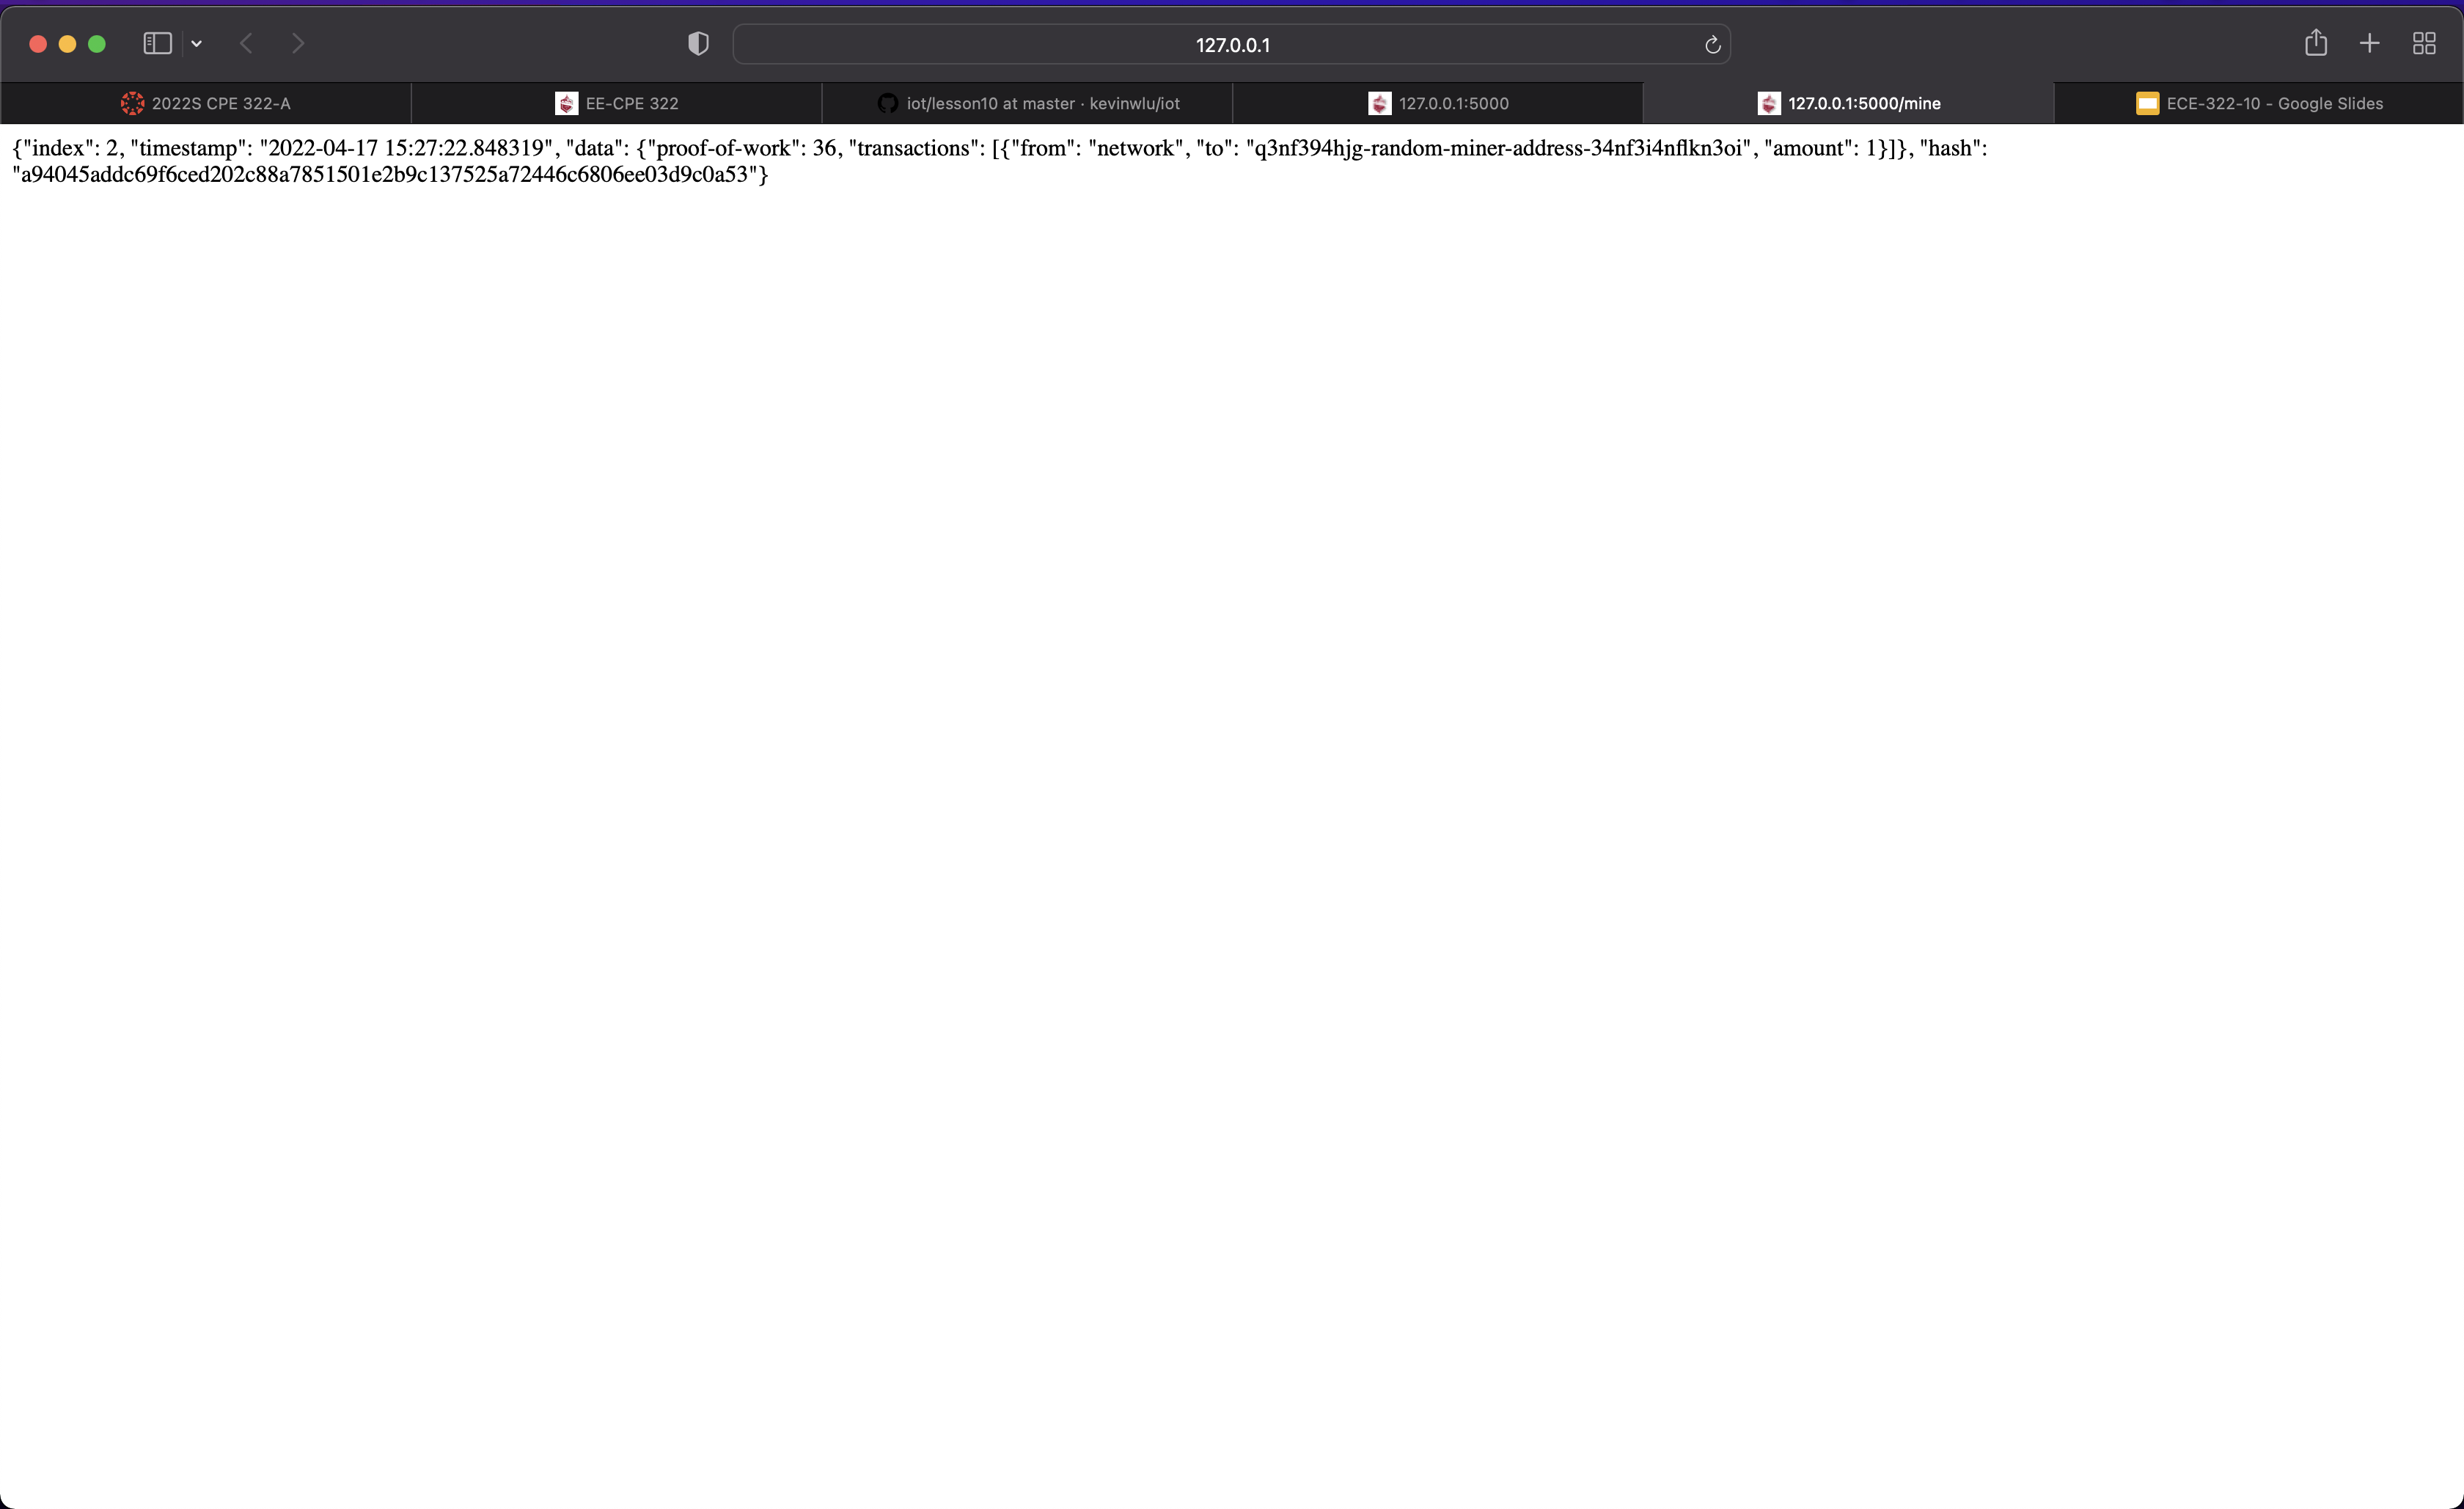 127.0.0.1
2022S CPE 322-A
EE-CPE 322
iot/lesson10 at master · kevinwlu/iot
127.0.0.1:5000
127.0.0.1:5000/mine
ECE-322-10 - Google Slides
{"index": 2, "timestamp": "2022-04-17 15:27:22.848319", "data": {"proof-of-work": 36, "transactions": [{"from": "network", "to": "q3nf394hjg-random-miner-address-34nf3i4nflkn3oi", "amount": 1}]}, "hash":
"a94045addc69f6ced202c88a7851501e2b9c137525a72446c6806ee03d9c0a53"}